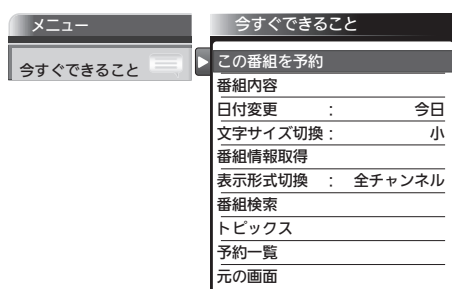 メニュー
今すぐできること
今すぐできること
この番組を予約
番組内容
日付変更 : 今日
文字サイズ切換 : 小
番組情報取得
表示形式切換 : 全チャンネル
番組検索
トピックス
予約一覧
元の画面